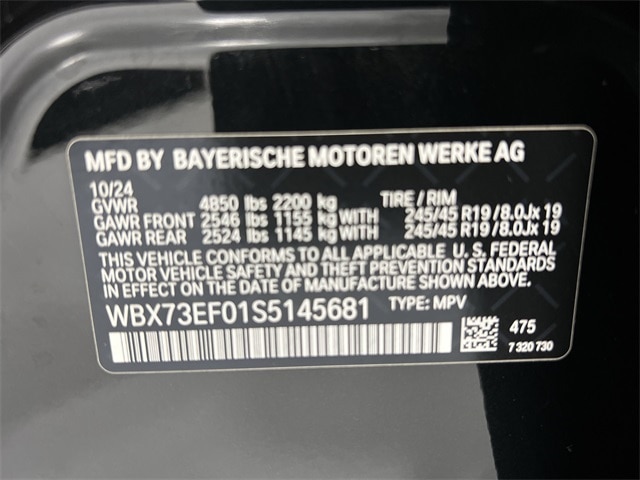 MFD BY BAYERISCHE MOTOREN WERKE AG
10/24
GVWR 4850 lbs 2200 kg TIRE / RIM
GAWR FRONT 2546 lbs 1155 kg WITH 245/45 R19 /8.0Jx 19
GAWR REAR 2524 lbs 1145 kg WITH 245/45 R19 /8.0Jx 19
THIS VEHICLE CONFORMS TO ALL APPLICABLE U. S. FEDERAL
MOTOR VEHICLE SAFETY AND THEFT PREVENTION STANDARDS
IN EFFECT ON THE DATE OF MANUFACTURE SHOWN ABOVE.
WBX73EF01S5145681 TYPE: MPV
475
7 320 730